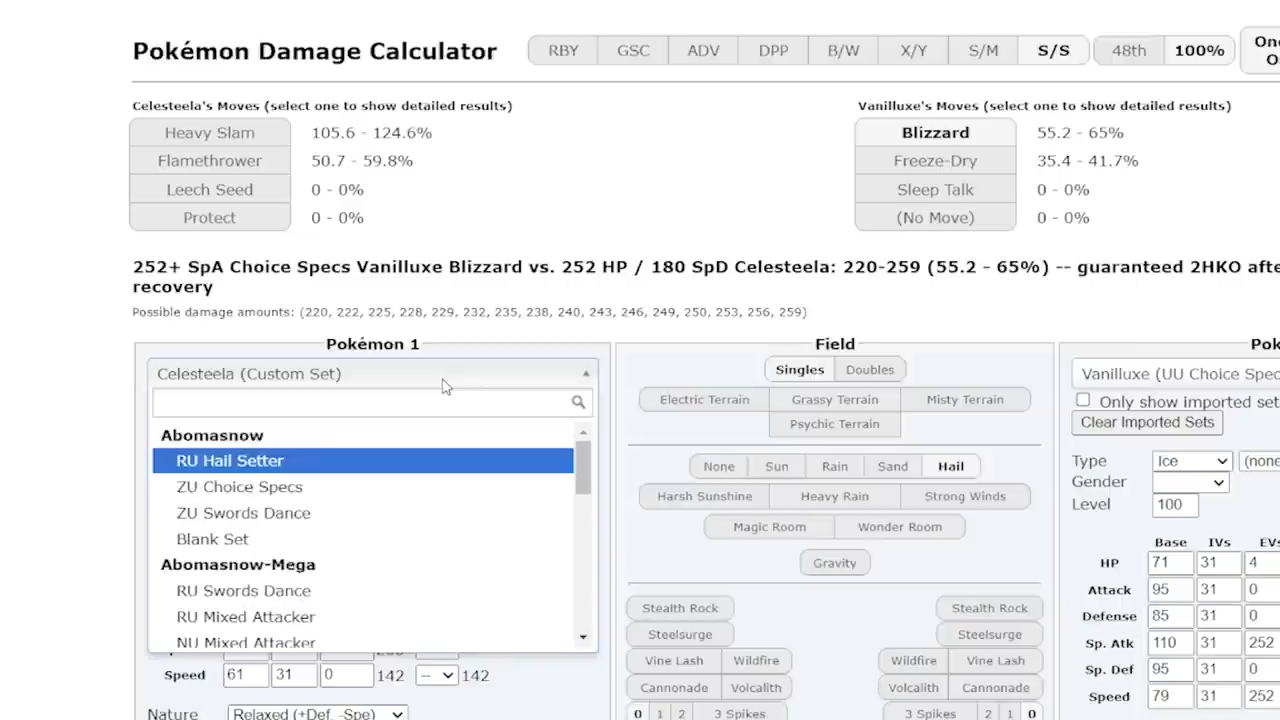 Pokémon Damage Calculator RBY GSC ADV DPP B/W X/Y S/M S/S 48th 100% One
Celesteela's Moves (select one to show detailed results) Vanilluxe's Moves (select one to show detailed results)
Heavy Slam 105.6 - 124.6% Blizzard 55.2 - 65%
Flamethrower 50.7 - 59.8% Freeze-Dry 35.4 - 41.7%
Leech Seed 0 - 0% Sleep Talk 0 - 0%
Protect 0 - 0% (No Move) 0 - 0%
252+ SpA Choice Specs Vanilluxe Blizzard vs. 252 HP / 180 SpD Celesteela: 220-259 (55.2 - 65%) -- guaranteed 2HKO afte
recovery
Possible damage amounts: (220, 222, 225, 228, 229, 232, 235, 238, 240, 243, 246, 249, 250, 253, 256, 259)
Pokémon 1 Field Pok
Celesteela (Custom Set) Singles Doubles Vanilluxe (UU Choice Spec
Electric Terrain Grassy Terrain Misty Terrain Only show imported set
Psychic Terrain Clear Imported Sets
Abomasnow
RU Hail Setter None Sun Rain Sand Hail Type Ice (none
ZU Choice Specs Harsh Sunshine Heavy Rain Strong Winds Gender
ZU Swords Dance Magic Room Wonder Room Level 100
Blank Set Gravity Base IVs EVs
Abomasnow-Mega HP 71 31 4
RU Swords Dance Attack 95 31 0
RU Mixed Attacker Stealth Rock Stealth Rock Defense 85 31 0
NU Mixed Attacker Steelsurge Steelsurge Sp. Atk 110 31 252
Vine Lash Wildfire Wildfire Vine Lash Sp. Def 95 31 0
Speed 61 31 0 142 -- 142 Cannonade Volcalith Volcalith Cannonade Speed 79 31 252
Nature Relaxed (+Def, -Spe) 0 1 2 3 Spikes 3 Spikes 2 1 0